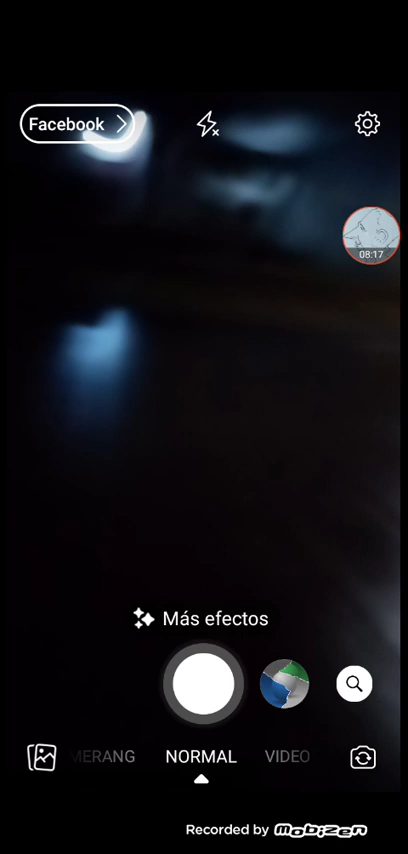 Facebook
08:17
Más efectos
MERANG NORMAL VIDEO
Recorded by Mobizen